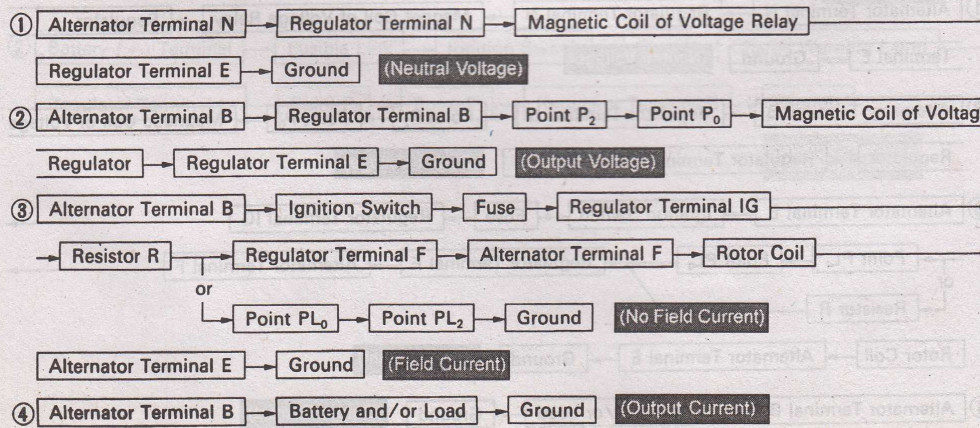 ① Alternator Terminal N → Regulator Terminal N → Magnetic Coil of Voltage Relay
Regulator Terminal E → Ground (Neutral Voltage)
② Alternator Terminal B → Regulator Terminal B → Point P₂ → Point P₀ → Magnetic Coil of Voltag
Regulator → Regulator Terminal E → Ground (Output Voltage)
③ Alternator Terminal B → Ignition Switch → Fuse → Regulator Terminal IG
→ Resistor R → Regulator Terminal F → Alternator Terminal F → Rotor Coil
or
→ Point PL₀ → Point PL₂ → Ground (No Field Current)
Alternator Terminal E → Ground (Field Current)
④ Alternator Terminal B → Battery and/or Load → Ground (Output Current)